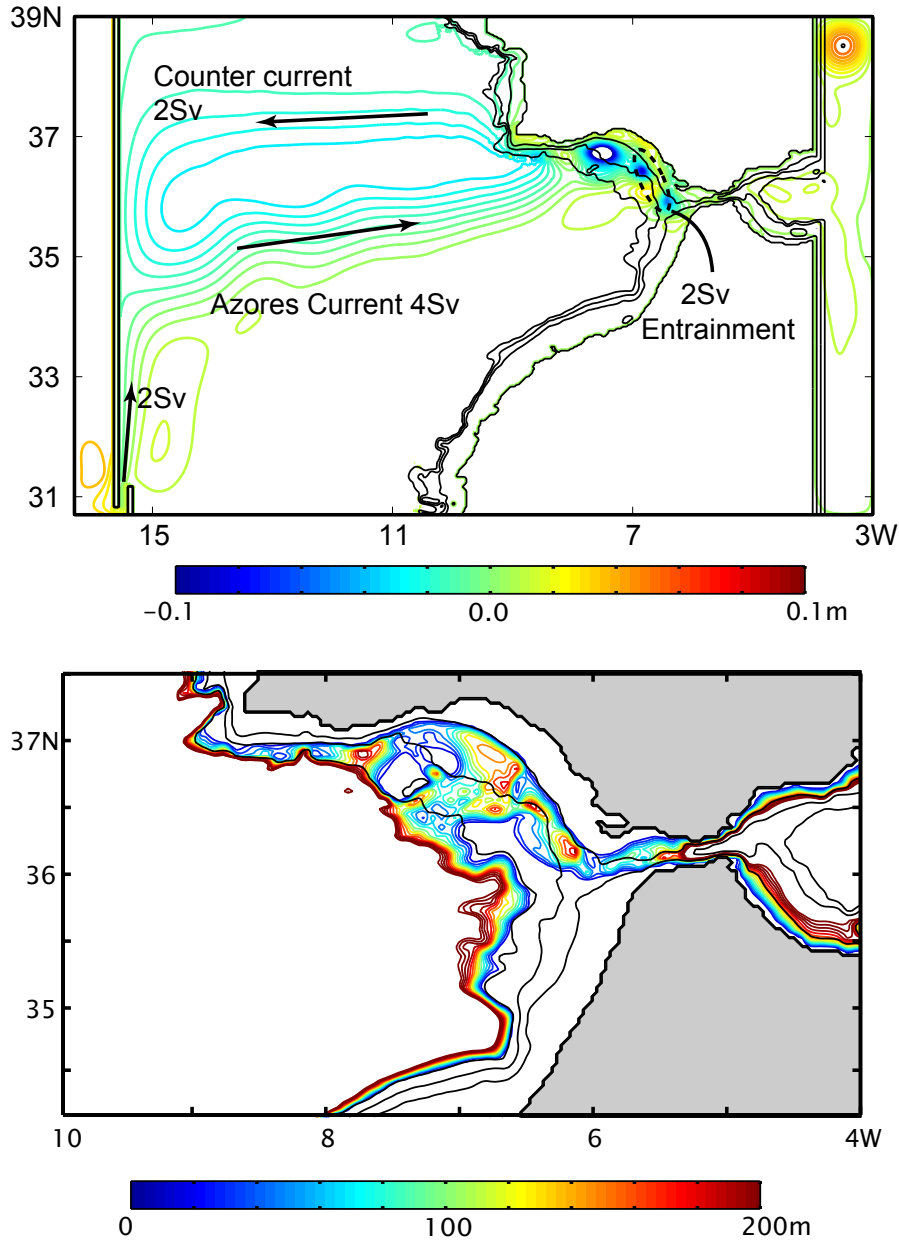 39N
Counter current
2Sv
37
35
Azores Current 4Sv
2Sv
Entrainment
33
2Sv
31
15 11 7 3W
−0.1 0.0 0.1m
37N
36
35
10 8 6 4W
0 100 200m